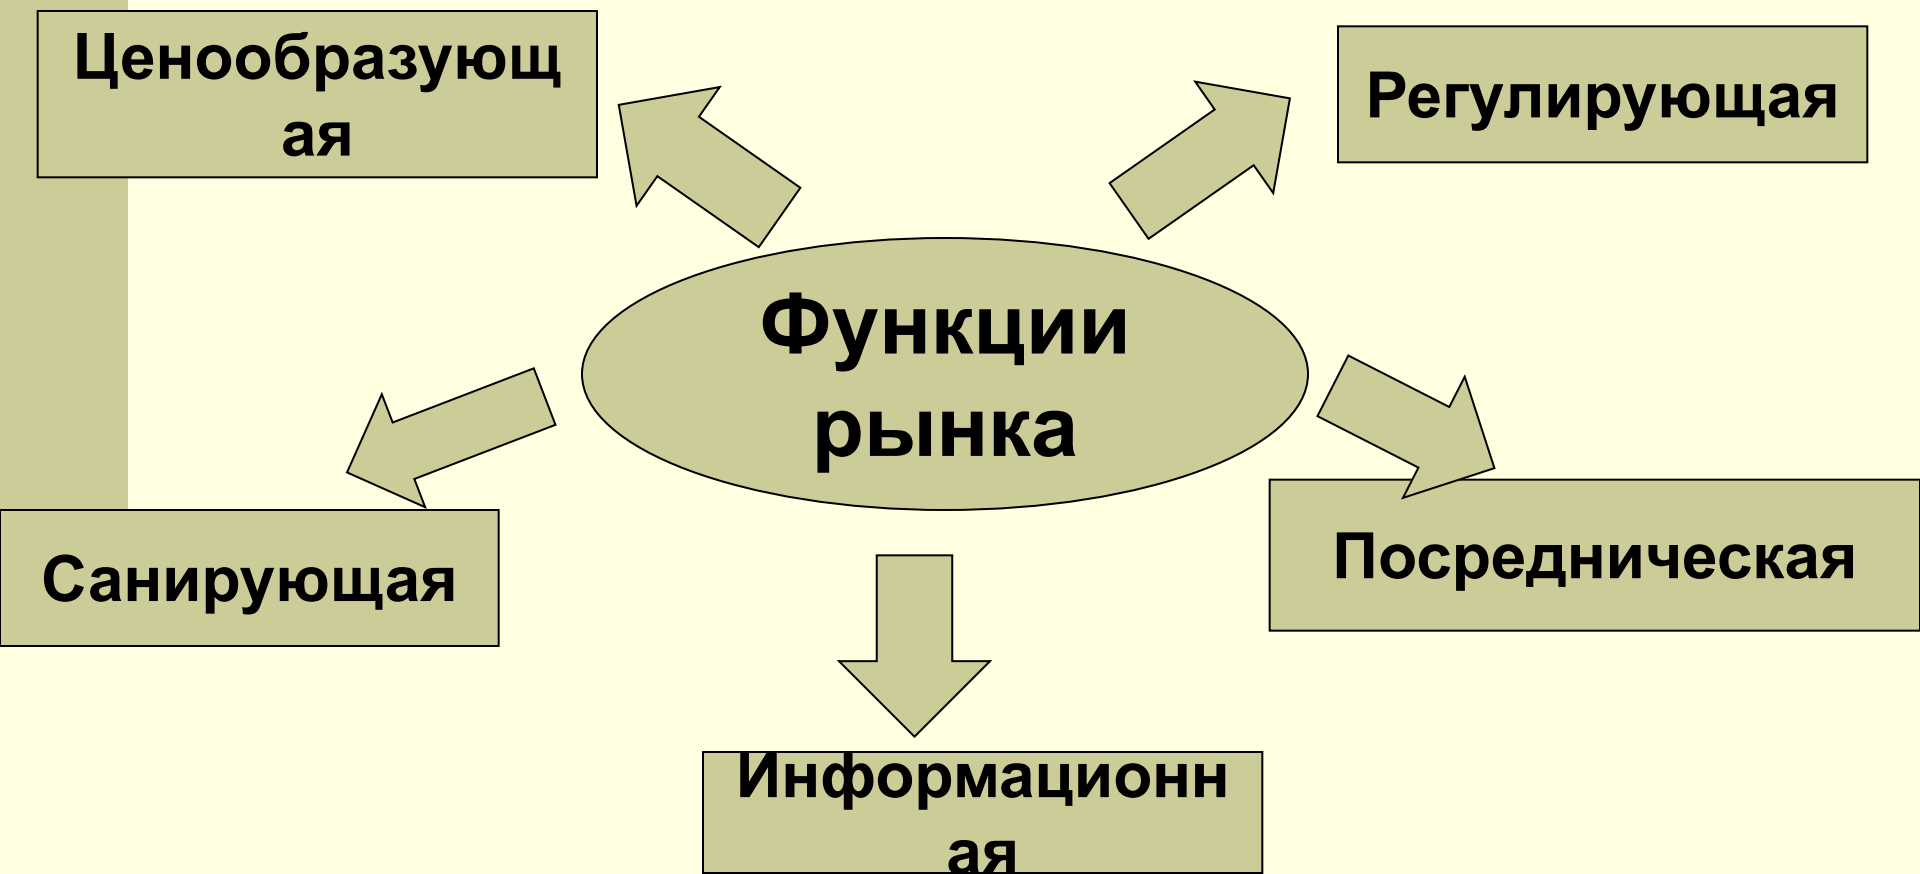 Ценообразующ
ая
Регулирующая
Функции
рынка
Санирующая
Посредническая
Информационн
ая